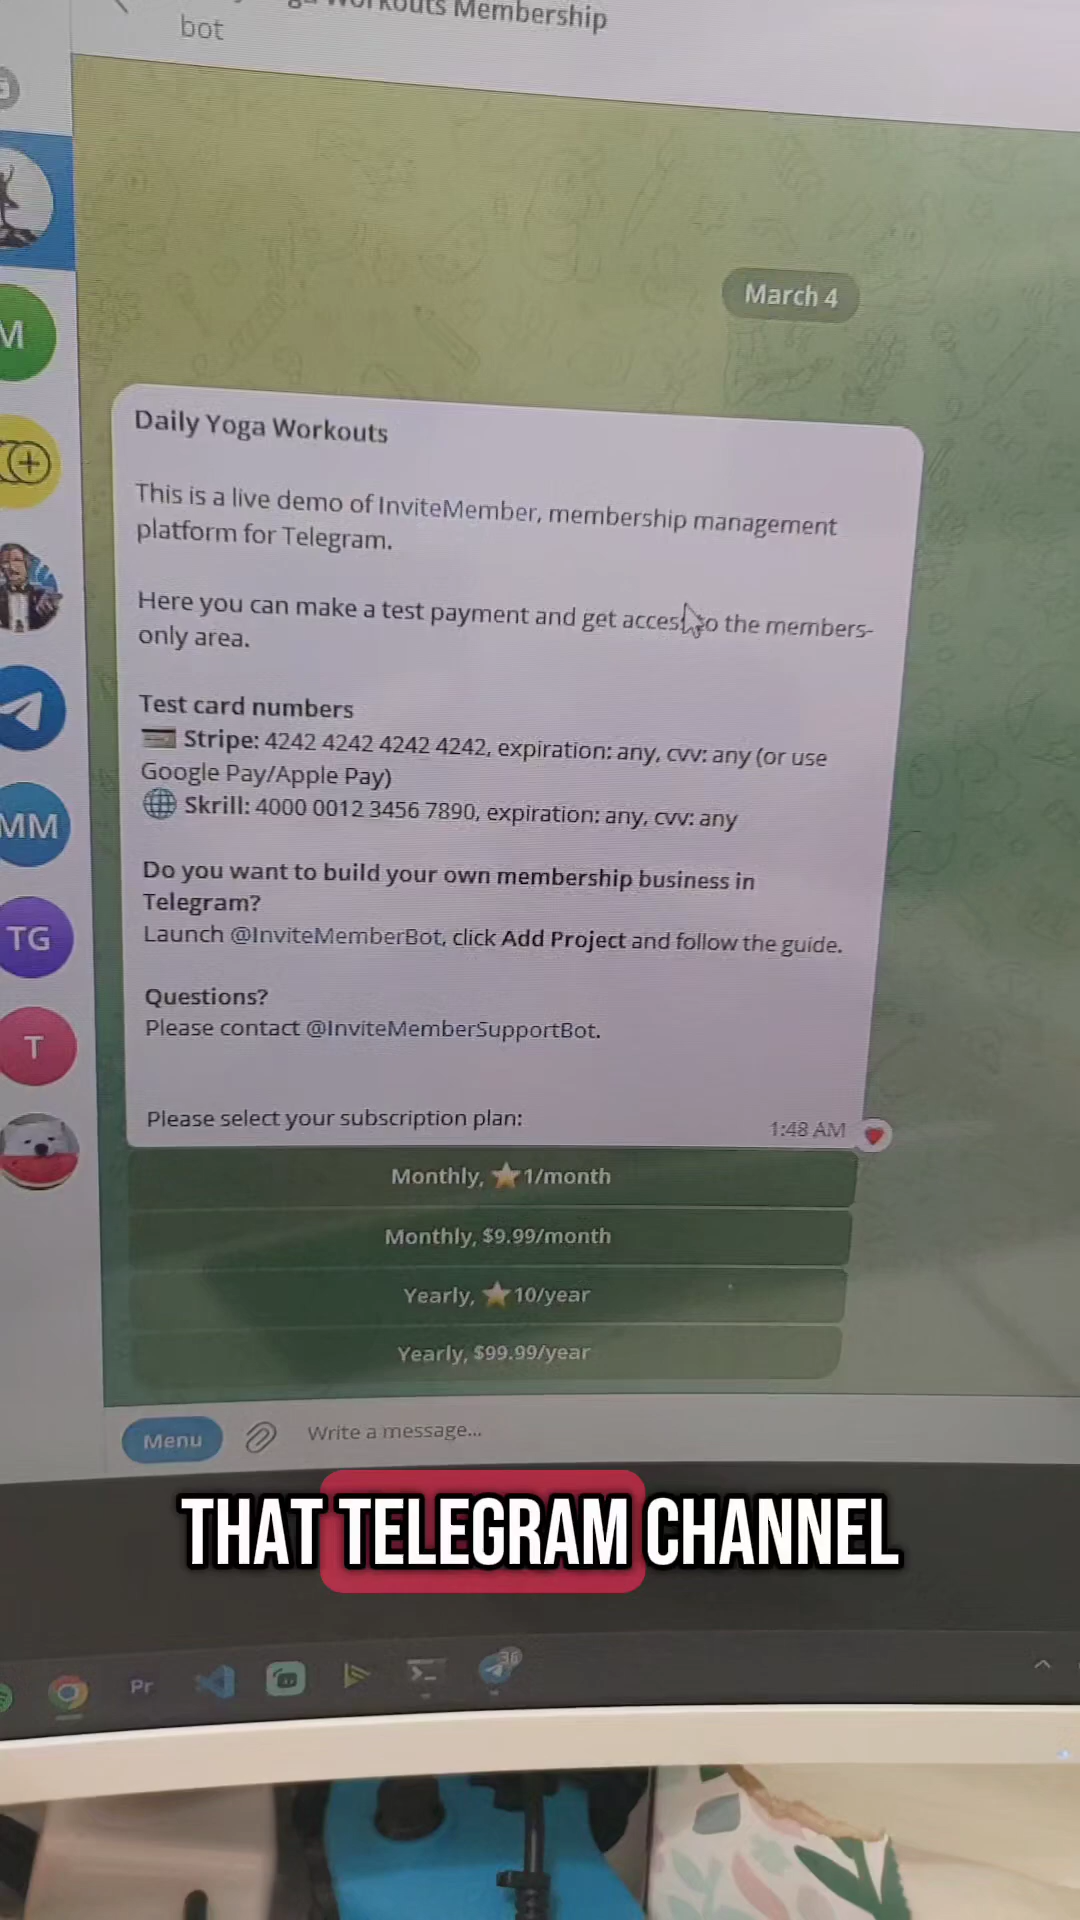 Workouts Membership
bot
March 4
M
Daily Yoga Workouts
This is a live demo of InviteMember, membership management
platform for Telegram.
Here you can make a test payment and get access to the members-
only area.
Test card numbers
Stripe: 4242 4242 4242 4242, expiration: any, cvv: any (or use
Google Pay/Apple Pay)
Skrill: 4000 0012 3456 7890, expiration: any, cvv: any
MM
Do you want to build your own membership business in
Telegram?
Launch @InviteMemberBot, click Add Project and follow the guide.
TG
Questions?
Please contact @InviteMemberSupportBot.
T
Please select your subscription plan:
1:48 AM
Monthly, ⭐1/month
Monthly, $9.99/month
Yearly, ⭐10/year
Yearly, $99.99/year
Menu
Write a message...
THAT TELEGRAM CHANNEL
Pr
36